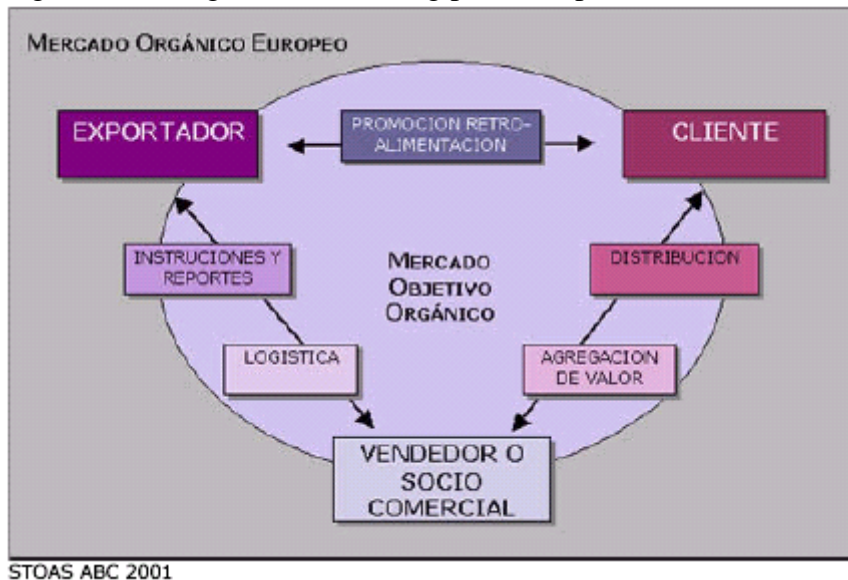 MERCADO ORGÁNICO EUROPEO
EXPORTADOR
PROMOCION RETRO-
ALIMENTACION
CLIENTE
INSTRUCIONES Y
REPORTES
MERCADO
OBJETIVO
ORGÁNICO
DISTRIBUCION
LOGISTICA
AGREGACION
DE VALOR
VENDEDOR O
SOCIO
COMERCIAL
STOAS ABC 2001